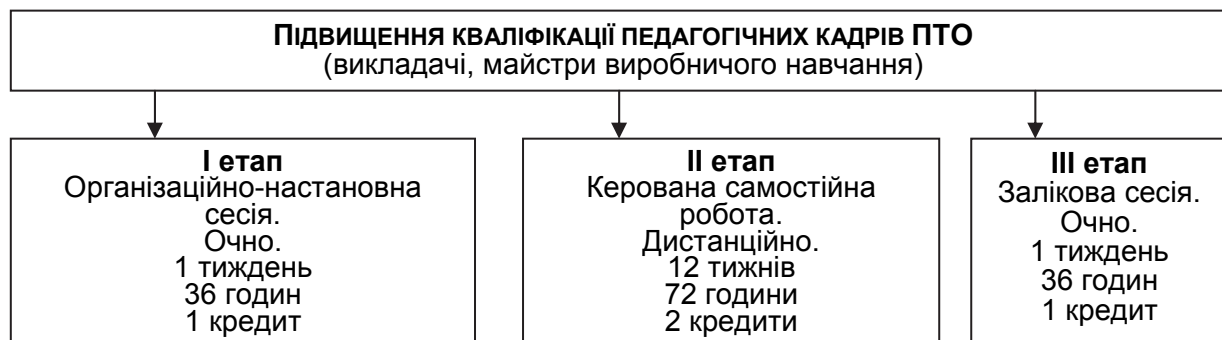 ПІДВИЩЕННЯ КВАЛІФІКАЦІЇ ПЕДАГОГІЧНИХ КАДРІВ ПТО
(викладачі, майстри виробничого навчання)
I етап
Організаційно-настановна
сесія.
Очно.
1 тиждень
36 годин
1 кредит
II етап
Керована самостійна
робота.
Дистанційно.
12 тижнів
72 години
2 кредити
III етап
Залікова сесія.
Очно.
1 тиждень
36 годин
1 кредит